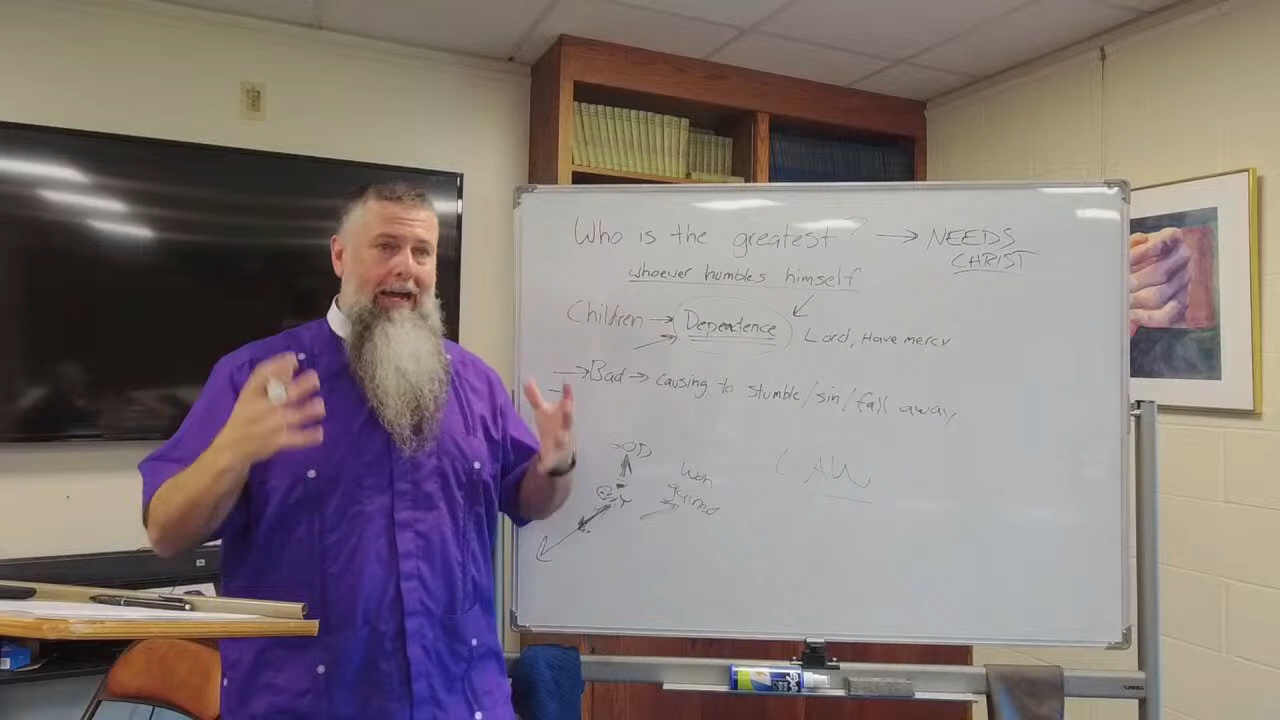 Who is the greatest? → NEEDS
CHRIST
whoever humbles himself
Children → Dependence
Lord, Have mercy
→ Bad → causing to stumble/sin/fall away
gained